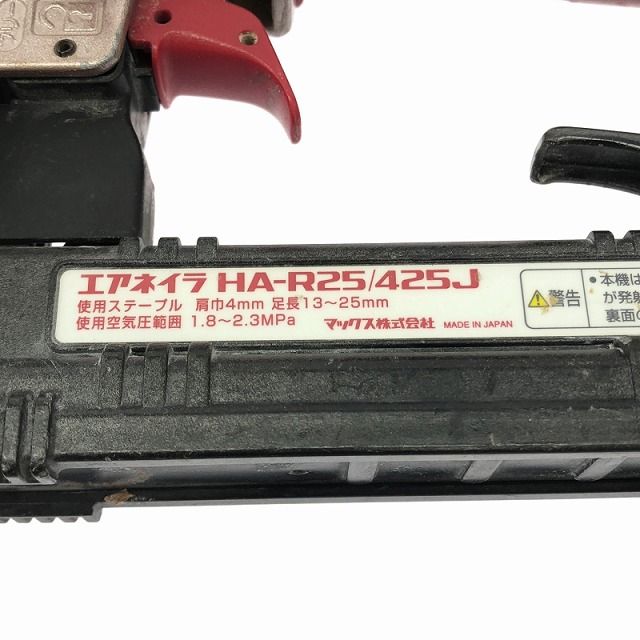 エアネイラ HA-R25/425J
使用ステープル 肩巾4mm 足長13～25mm
使用空気圧範囲 1.8～2.3MPa
マックス株式会社 MADE IN JAPAN
警告
・本機は
が発射
裏面の